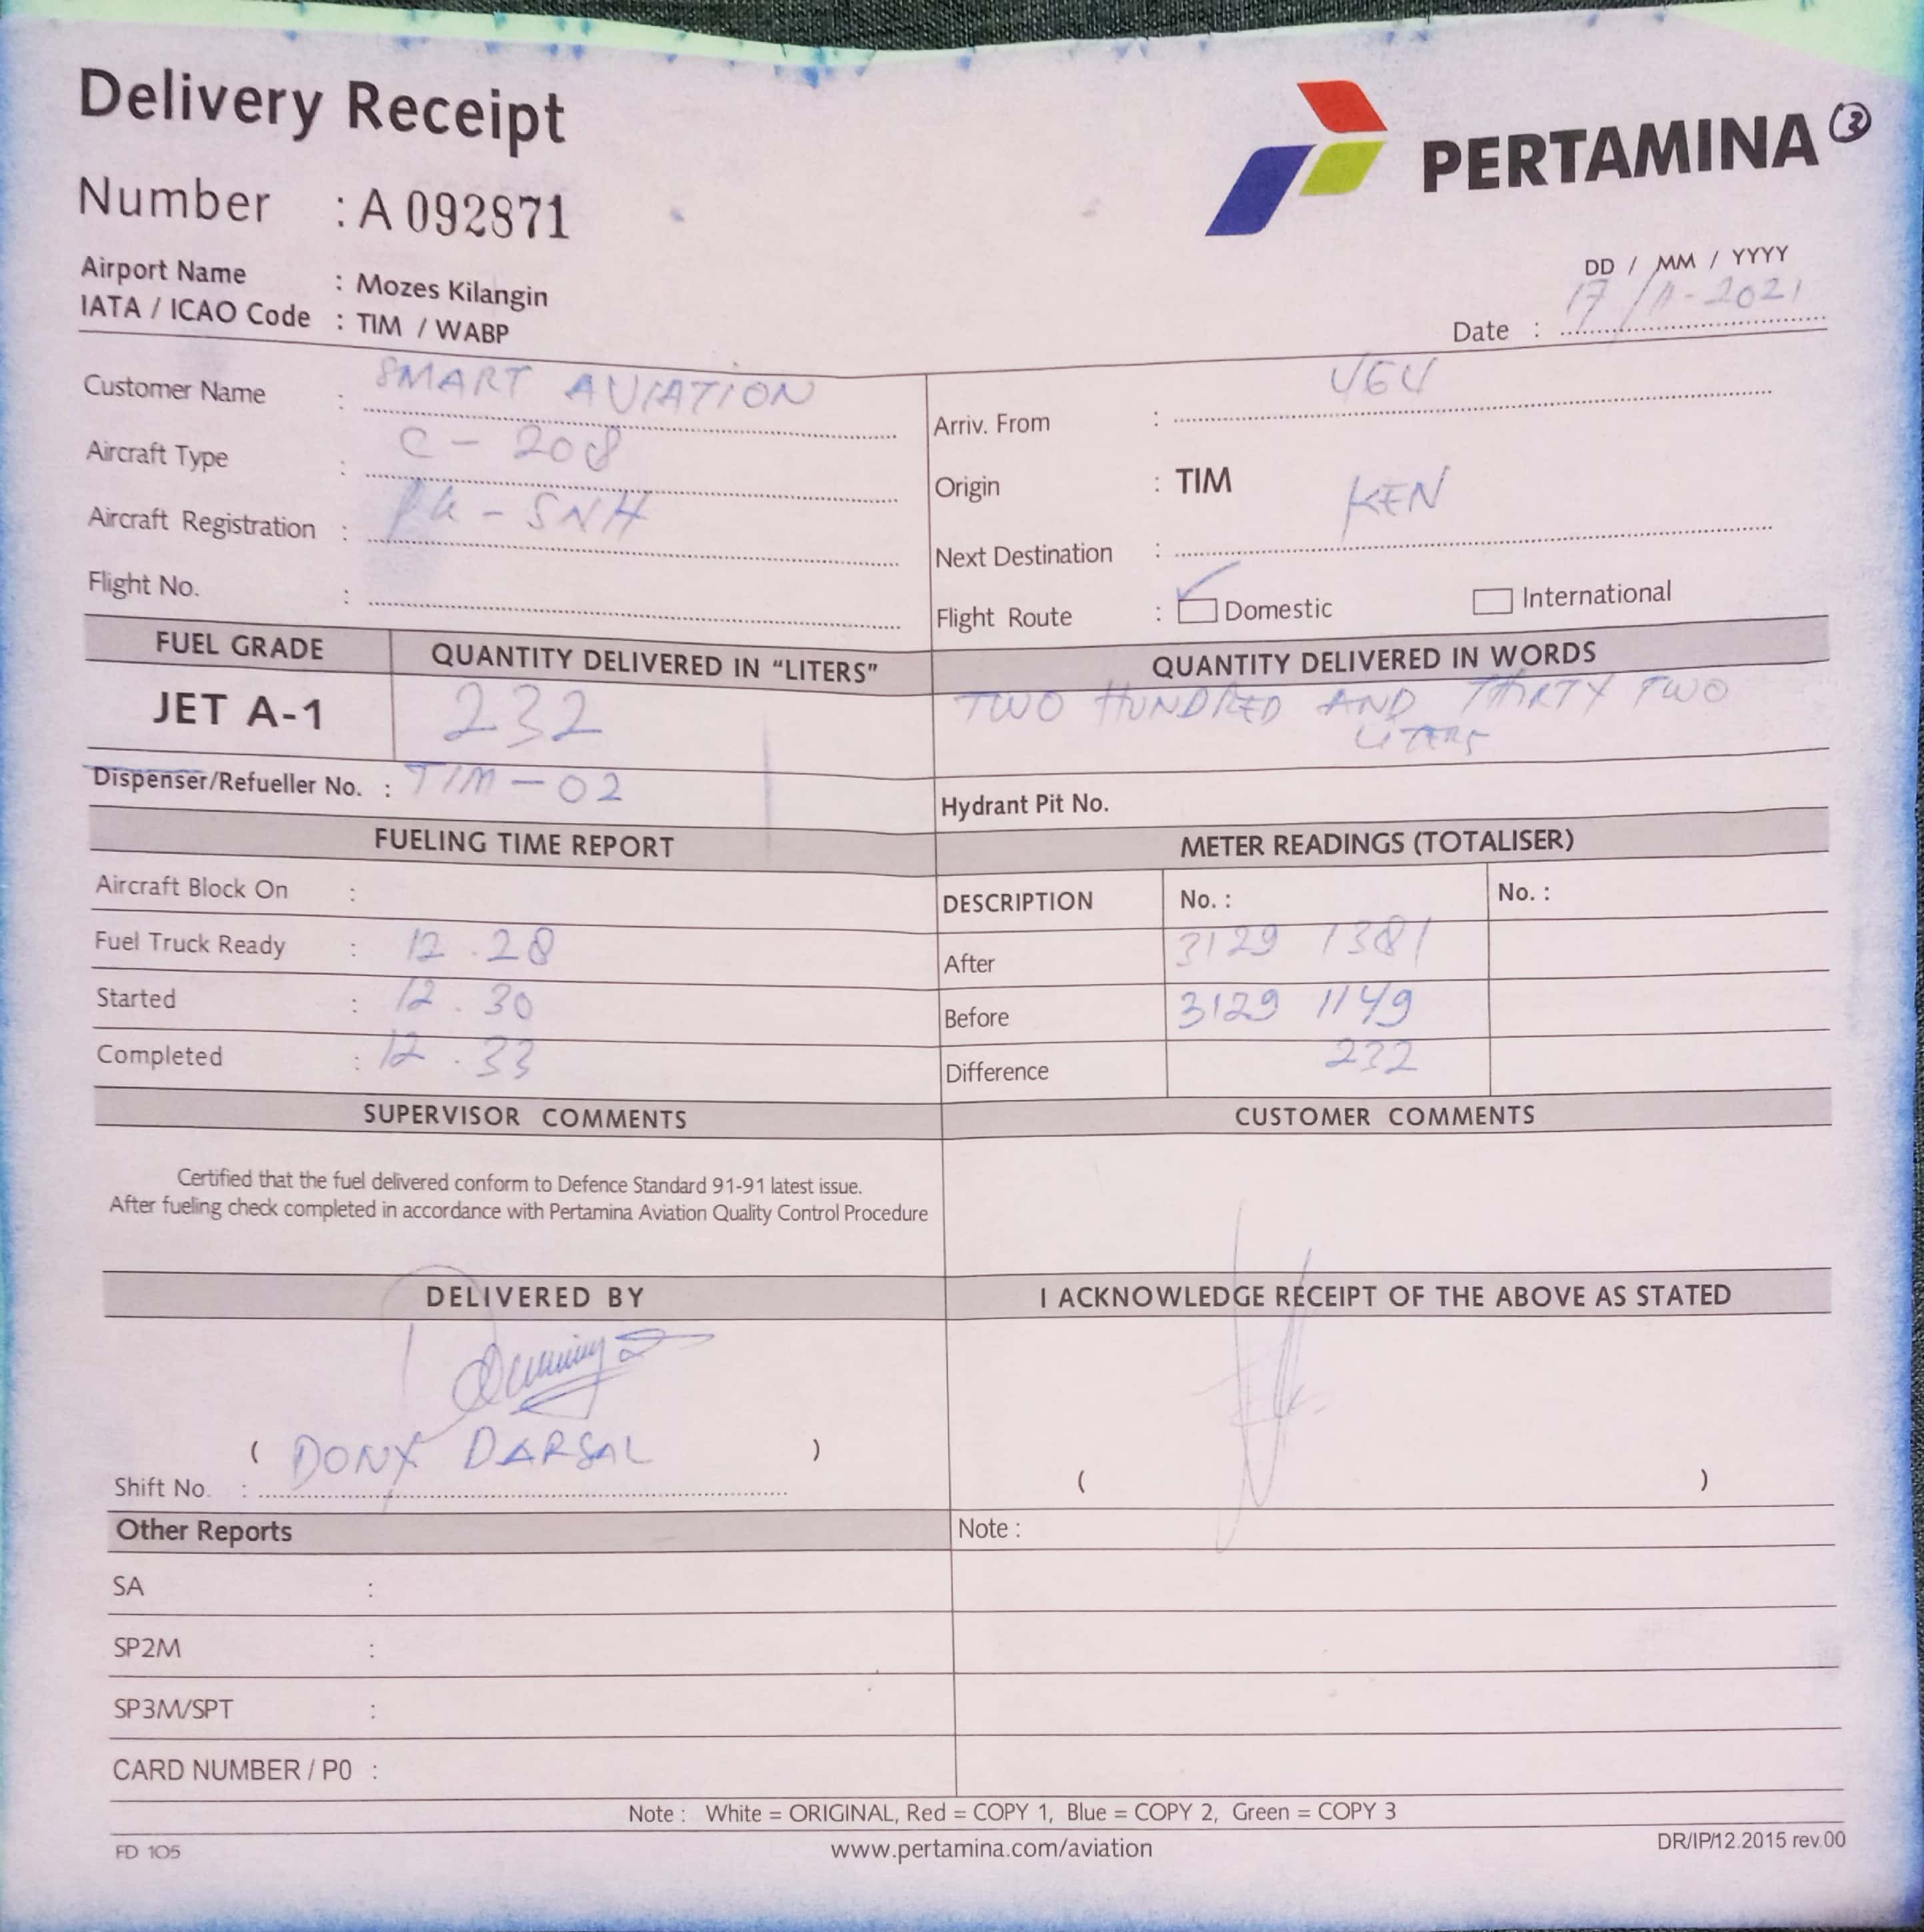 Delivery Receipt
PERTAMINA
3
Number : A 092871
Airport Name : Mozes Kilangin
IATA / ICAO Code : TIM / WABP
DD / MM / YYYY
Date : 17/11-2021
Customer Name : SMART AVIATION
Aircraft Type : C - 208
Aircraft Registration : PK - SNH
Flight No. :
Arriv. From : UGU
Origin : TIM
Next Destination : KEN
Flight Route : Domestic International
FUEL GRADE QUANTITY DELIVERED IN “LITERS” QUANTITY DELIVERED IN WORDS
JET A-1 232 TWO HUNDRED AND THIRTY TWO
LITERS
Dispenser/Refueller No. : TIM - 02
Hydrant Pit No.
FUELING TIME REPORT
Aircraft Block On :
Fuel Truck Ready : 12.28
Started : 12.30
Completed : 12.33
METER READINGS (TOTALISER)
DESCRIPTION No. : No. :
After 3129 1381
Before 3129 1149
Difference 232
SUPERVISOR COMMENTS
Certified that the fuel delivered conform to Defence Standard 91-91 latest issue.
After fueling check completed in accordance with Pertamina Aviation Quality Control Procedure
CUSTOMER COMMENTS
DELIVERED BY
( DONY DARSAL )
Shift No. :
I ACKNOWLEDGE RECEIPT OF THE ABOVE AS STATED
( )
Other Reports
SA :
SP2M :
SP3M/SPT :
CARD NUMBER / P0 :
Note :
Note : White = ORIGINAL, Red = COPY 1, Blue = COPY 2, Green = COPY 3
FD 105
www.pertamina.com/aviation
DR/IP/12.2015 rev.00